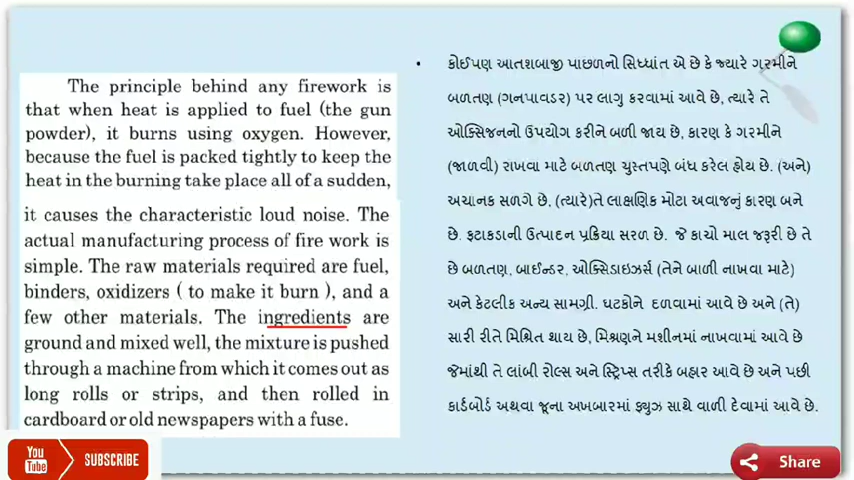 The principle behind any firework is
that when heat is applied to fuel (the gun
powder), it burns using oxygen. However,
because the fuel is packed tightly to keep the
heat in the burning take place all of a sudden,
it causes the characteristic loud noise. The
actual manufacturing process of fire work is
simple. The raw materials required are fuel,
binders, oxidizers ( to make it burn ), and a
few other materials. The ingredients are
ground and mixed well, the mixture is pushed
through a machine from which it comes out as
long rolls or strips, and then rolled in
cardboard or old newspapers with a fuse.
• કોઈપણ આતશબાજી પાછળનો સિધ્ધાંત એ છે કે જ્યારે ગરમીને
બળતણ (ગનપાવડર) પર લાગુ કરવામાં આવે છે, ત્યારે તે
ઓક્સિજનનો ઉપયોગ કરીને બળી જાય છે, કારણ કે ગરમીને
(જાળવી) રાખવા માટે બળતણ ચુસ્તપણે બંધ કરેલ હોય છે. (અને)
અચાનક સળગે છે, (ત્યારે)તે લાક્ષણિક મોટા અવાજનું કારણ બને
છે. ફટાકડાની ઉત્પાદન પ્રક્રિયા સરળ છે. જે કાચો માલ જરૂરી છે તે
છે બળતણ, બાઈન્ડર, ઓક્સિડાઇઝર્સ (તેને બાળી નાખવા માટે)
અને કેટલીક અન્ય સામગ્રી. ઘટકોને દળવામાં આવે છે અને (તે)
સારી રીતે મિશ્રિત થાય છે, મિશ્રણને મશીનમાં નાખવામાં આવે છે
જેમાંથી તે લાંબી રોલ્સ અને સ્ટ્રિપ્સ તરીકે બહાર આવે છે અને પછી
કાર્ડબોર્ડ અથવા જૂના અખબારમાં ફ્યુઝ સાથે વાળી દેવામાં આવે છે.
You
Tube
SUBSCRIBE
Share